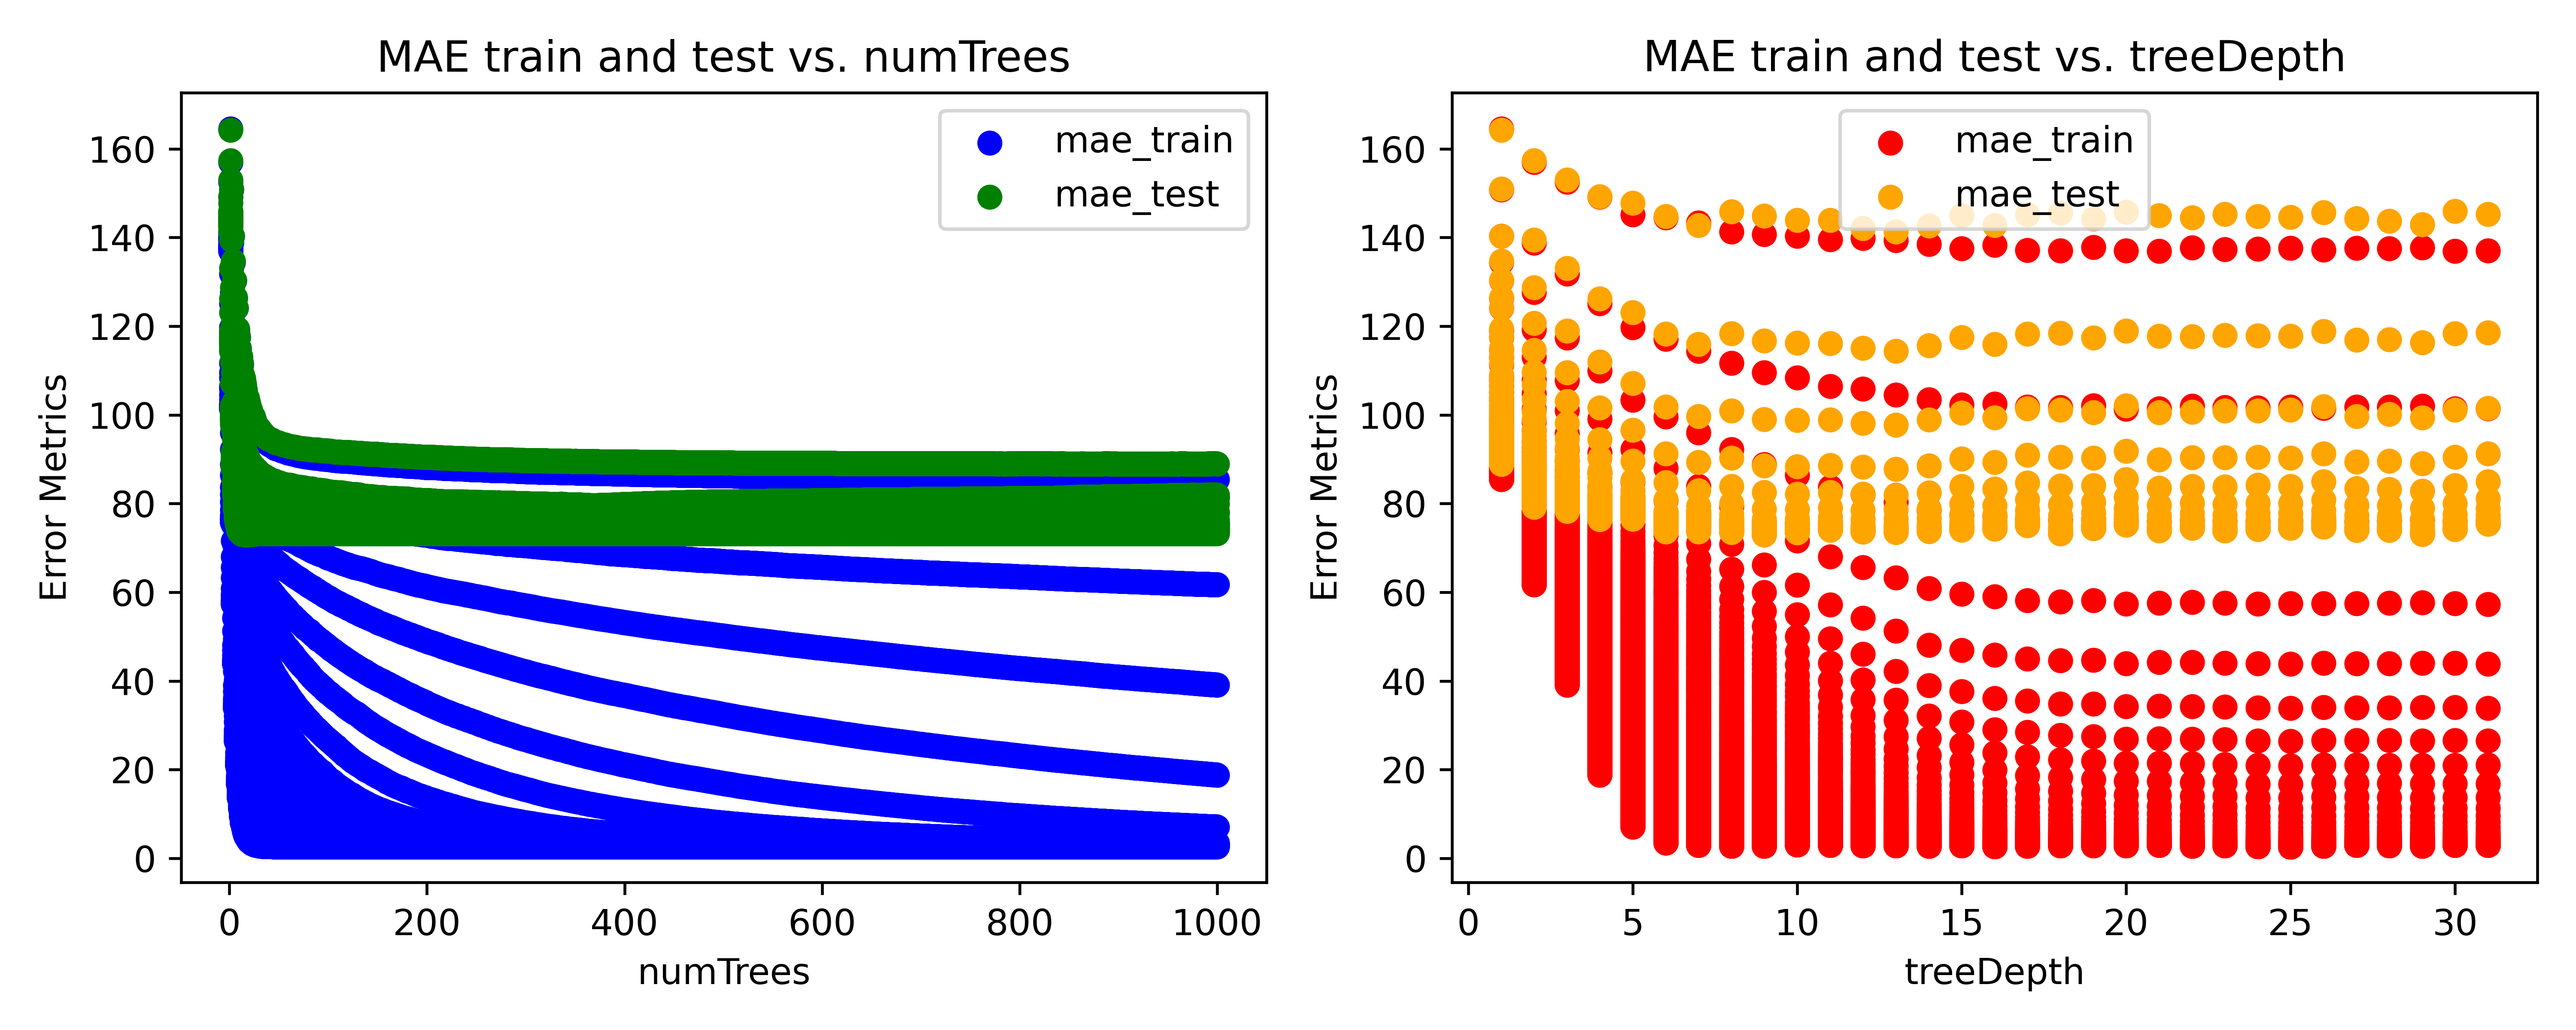 MAE train and test vs. numTrees
mae_train
mae_test
Error Metrics
160
140
120
100
80
60
40
20
0
0 200 400 600 800 1000
numTrees
MAE train and test vs. treeDepth
mae_train
mae_test
Error Metrics
160
140
120
100
80
60
40
20
0
0 5 10 15 20 25 30
treeDepth